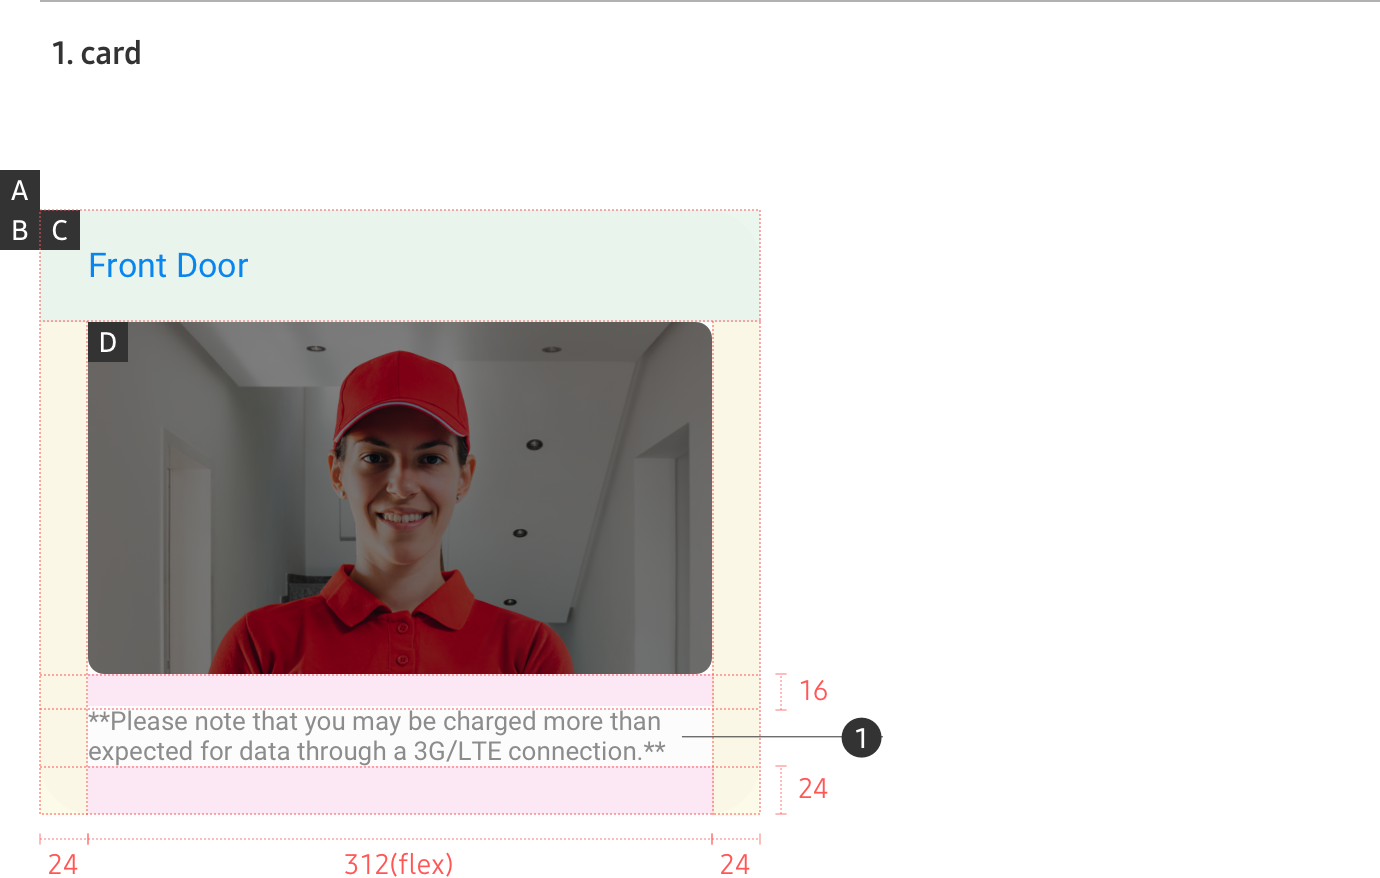 1. card
A
B
C
Front Door
D
16
**Please note that you may be charged more than
expected for data through a 3G/LTE connection.**
1
24
24
312(flex)
24